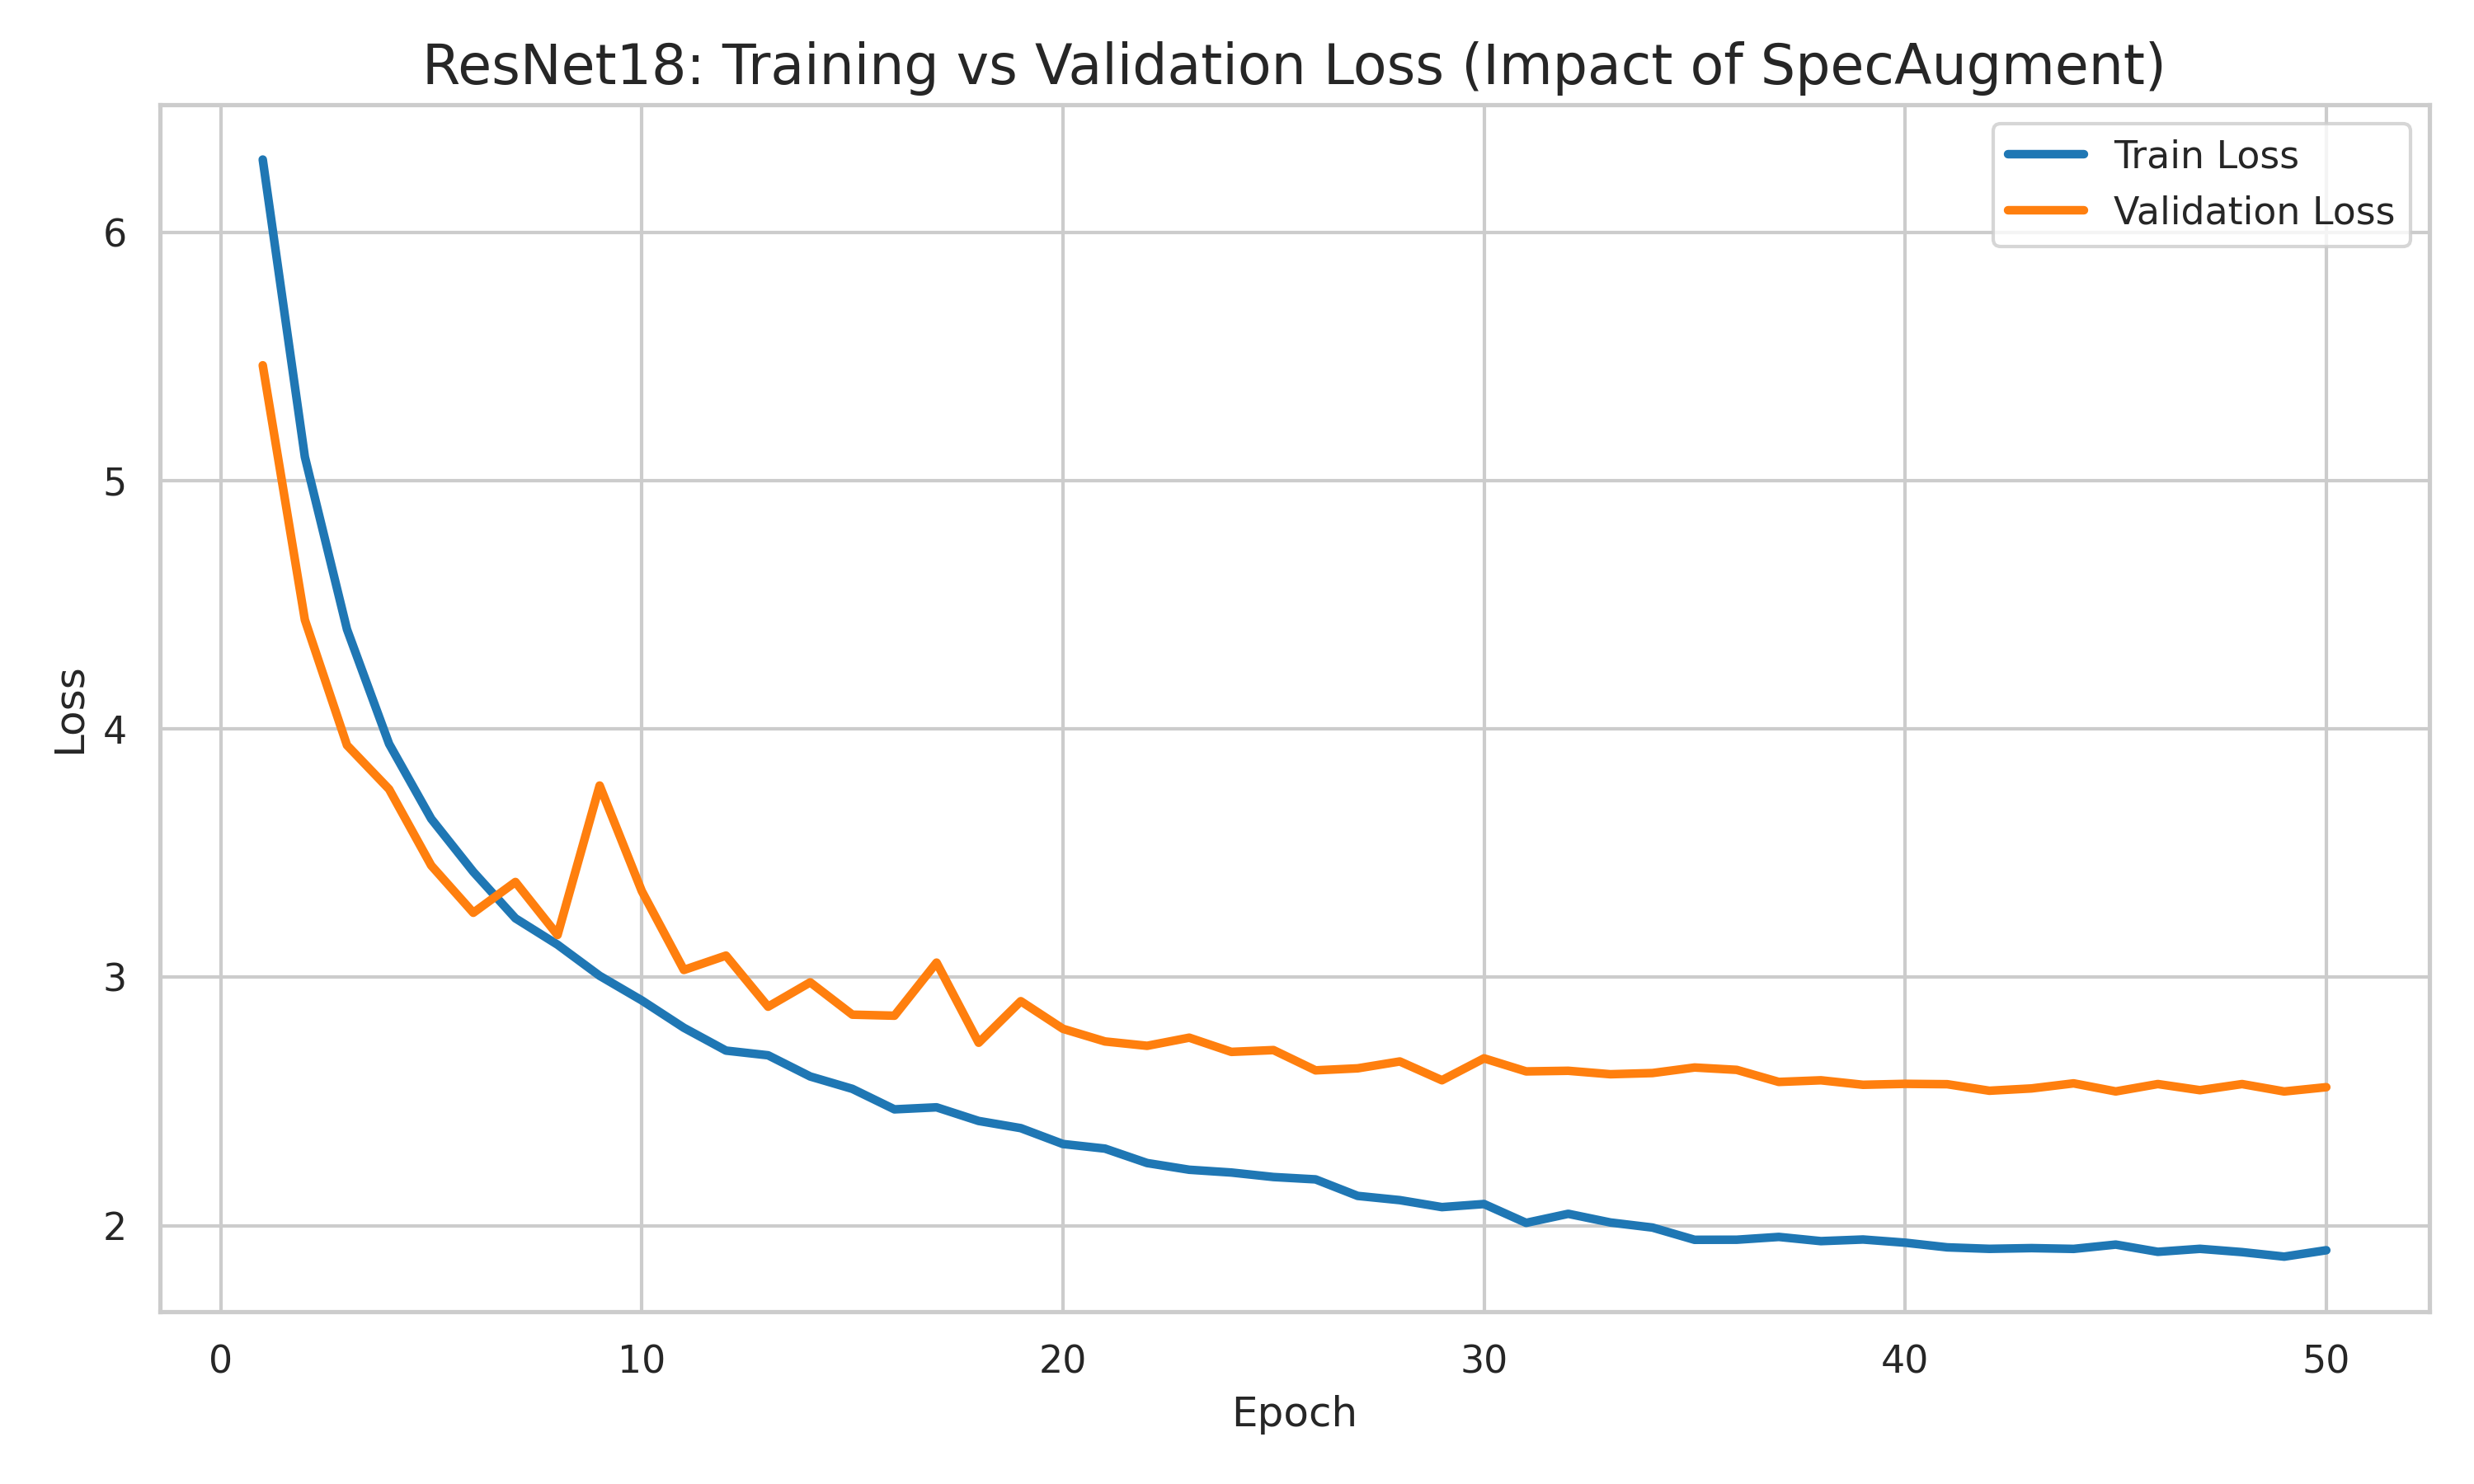 ResNet18: Training vs Validation Loss (Impact of SpecAugment)
Train Loss
Validation Loss
Loss
6
5
4
3
2
0 10 20 30 40 50
Epoch